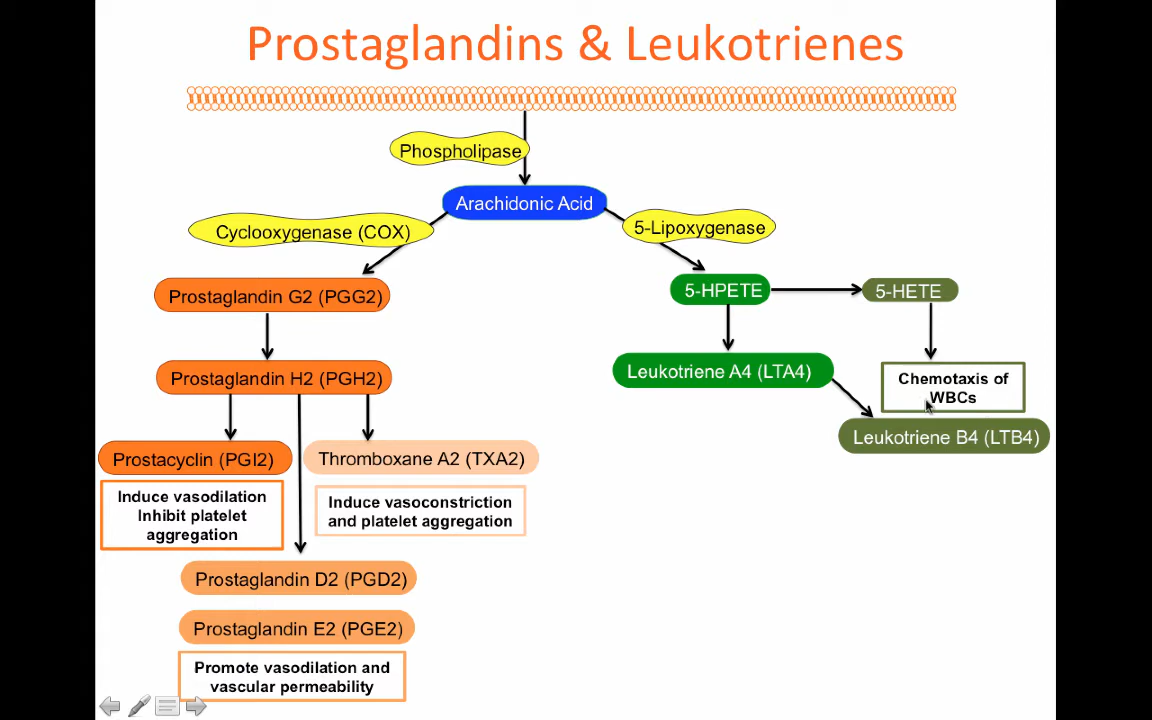 Prostaglandins & Leukotrienes
Phospholipase
Arachidonic Acid
Cyclooxygenase (COX)
5-Lipoxygenase
Prostaglandin G2 (PGG2)
5-HPETE
5-HETE
Prostaglandin H2 (PGH2)
Leukotriene A4 (LTA4)
Chemotaxis of
WBCs
Leukotriene B4 (LTB4)
Prostacyclin (PGI2)
Thromboxane A2 (TXA2)
Induce vasodilation
Inhibit platelet
aggregation
Induce vasoconstriction
and platelet aggregation
Prostaglandin D2 (PGD2)
Prostaglandin E2 (PGE2)
Promote vasodilation and
vascular permeability